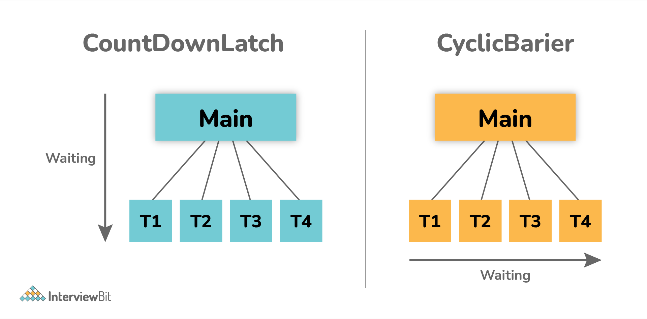 CountDownLatch
Main
Waiting
T1 T2 T3 T4
CyclicBarier
Main
T1 T2 T3 T4
Waiting
InterviewBit